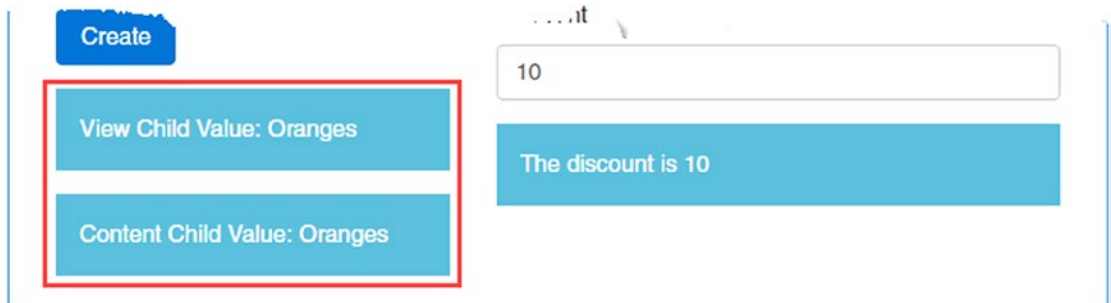 Create
View Child Value: Oranges
Content Child Value: Oranges
10
The discount is 10